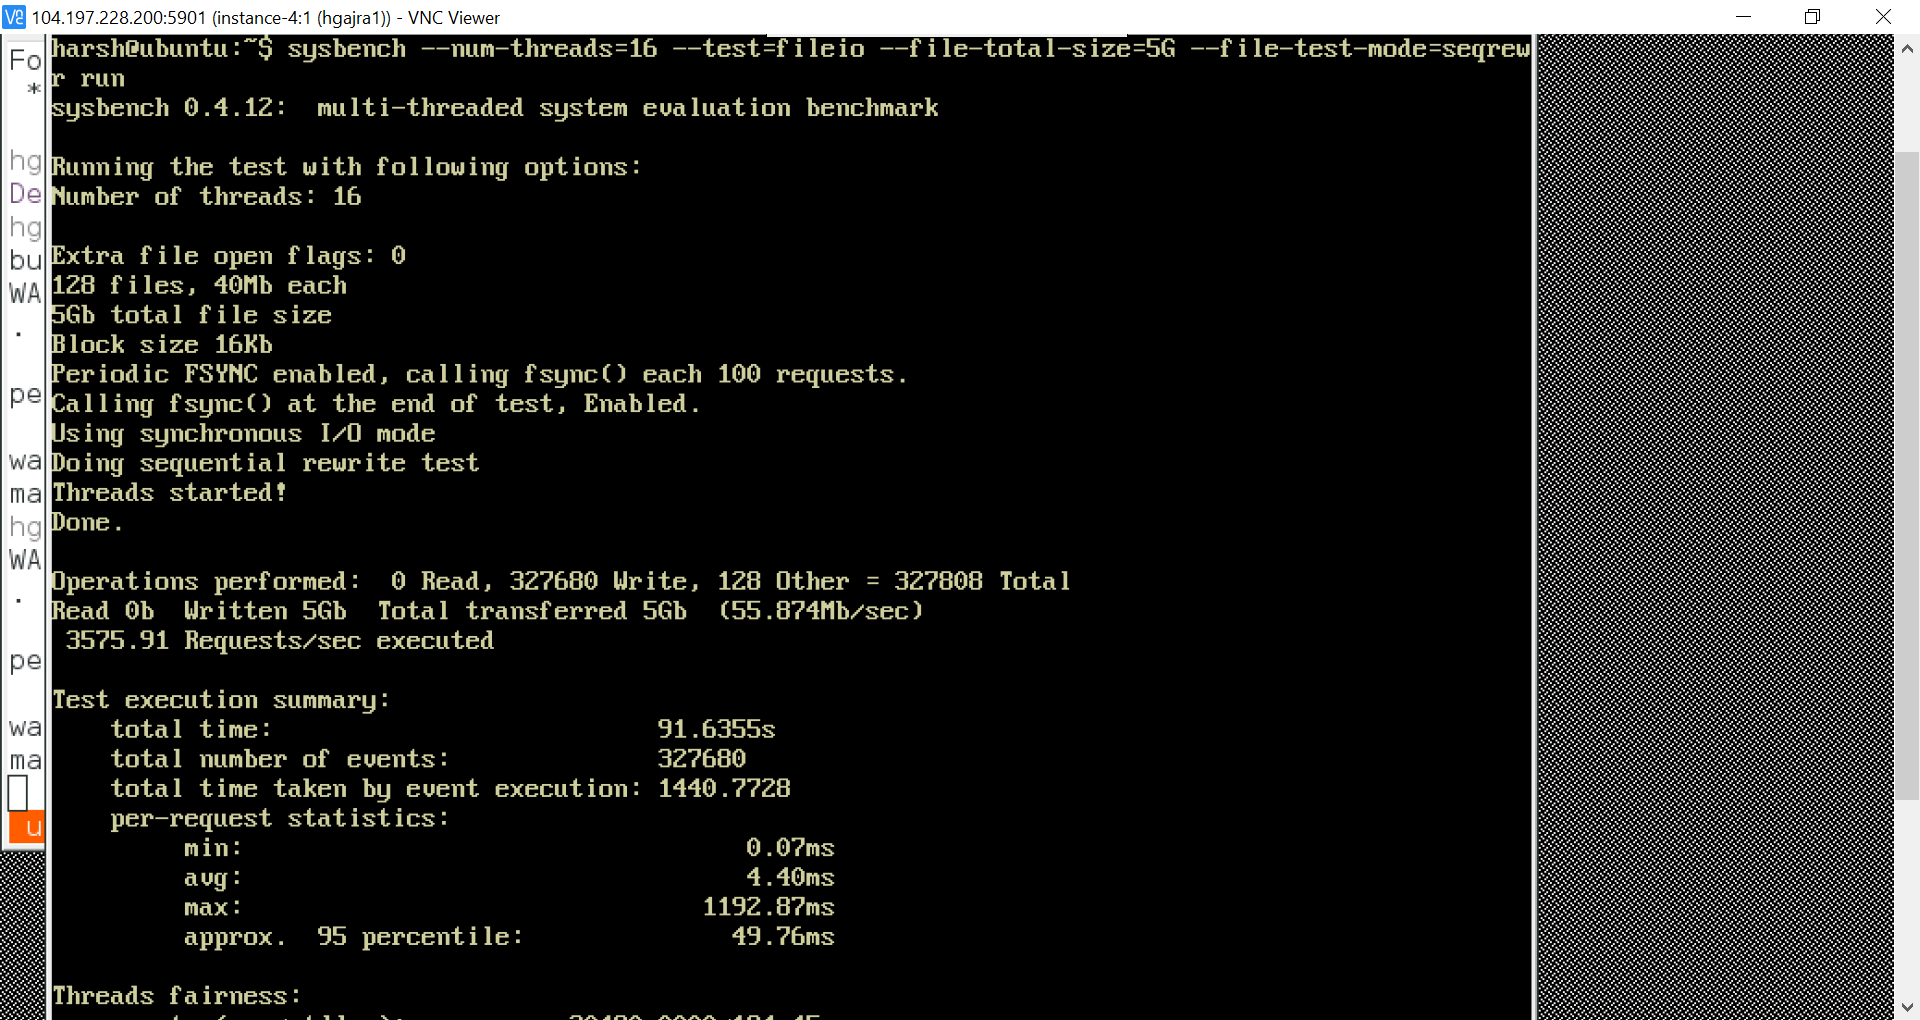 104.197.228.200:5901 (instance-4:1 (hgajra1)) - VNC Viewer
harsh@ubuntu:~$ sysbench --num-threads=16 --test=fileio --file-total-size=5G --file-test-mode=seqrew
r run
sysbench 0.4.12:  multi-threaded system evaluation benchmark
Running the test with following options:
Number of threads: 16
Extra file open flags: 0
128 files, 40Mb each
5Gb total file size
Block size 16Kb
Periodic FSYNC enabled, calling fsync() each 100 requests.
Calling fsync() at the end of test, Enabled.
Using synchronous I/O mode
Doing sequential rewrite test
Threads started!
Done.
Operations performed:  0 Read, 327680 Write, 128 Other = 327808 Total
Read 0b  Written 5Gb  Total transferred 5Gb  (55.874Mb/sec)
3575.91 Requests/sec executed
Test execution summary:
total time: 91.6355s
total number of events: 327680
total time taken by event execution: 1440.7728
per-request statistics:
min: 0.07ms
avg: 4.40ms
max: 1192.87ms
approx.  95 percentile: 49.76ms
Threads fairness:
Fo
*
hg
De
hg
bu
WA
.
pe
wa
ma
hg
WA
.
pe
wa
ma
u